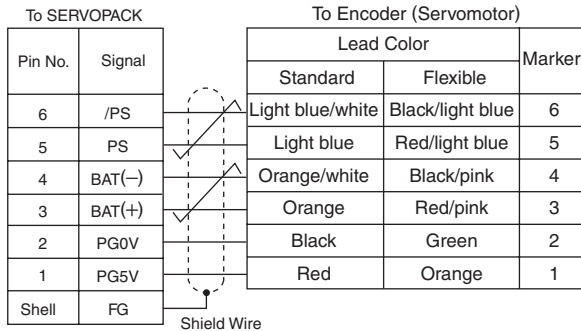 To SERVOPACK To Encoder (Servomotor)
Pin No. Signal Lead Color Marker
Standard Flexible
6 /PS Light blue/white Black/light blue 6
5 PS Light blue Red/light blue 5
4 BAT(−) Orange/white Black/pink 4
3 BAT(+) Orange Red/pink 3
2 PG0V Black Green 2
1 PG5V Red Orange 1
Shell FG
Shield Wire